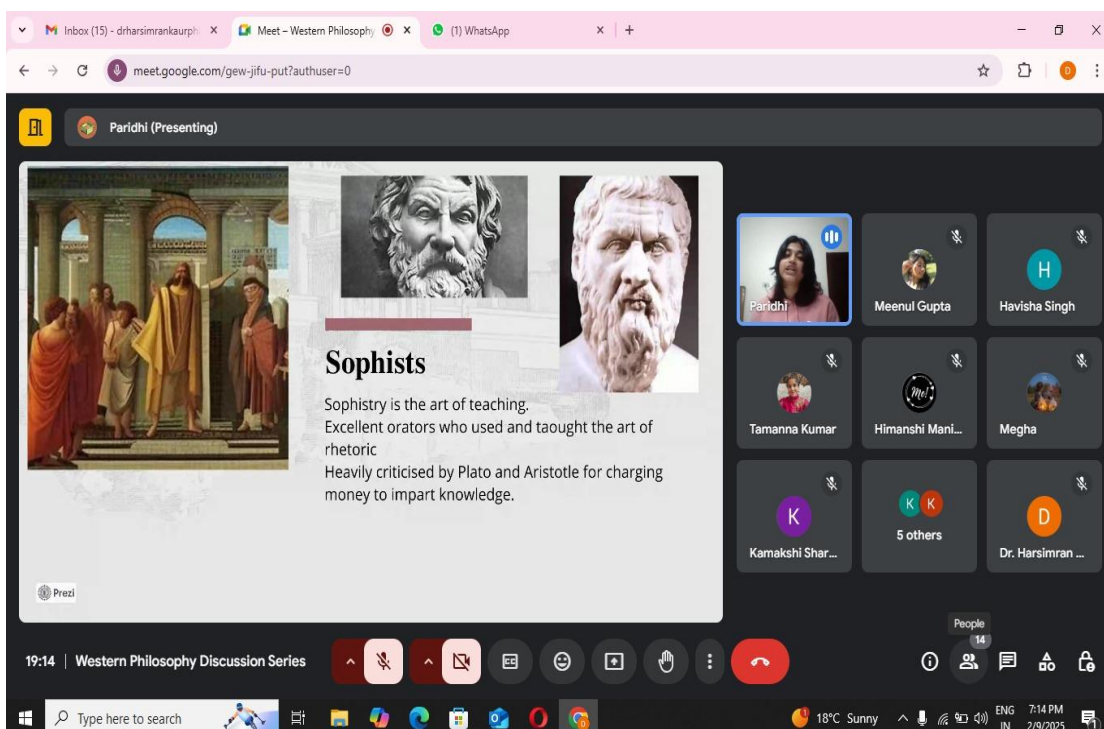 Inbox (15) - drharsimrankaurph
Meet – Western Philosophy
(1) WhatsApp
meet.google.com/gew-jifu-put?authuser=0
D
Paridhi (Presenting)
Sophists
Sophistry is the art of teaching.
Excellent orators who used and taought the art of
rhetoric
Heavily criticised by Plato and Aristotle for charging
money to impart knowledge.
Prezi
Paridhi
Meenul Gupta
H
Havisha Singh
Tamanna Kumar
Me!
Himanshi Mani...
Megha
K
Kamakshi Shar...
K K
5 others
D
Dr. Harsimran ...
People
14
19:14 | Western Philosophy Discussion Series
CC
Type here to search
18°C Sunny
ENG
IN
7:14 PM
2/9/2025